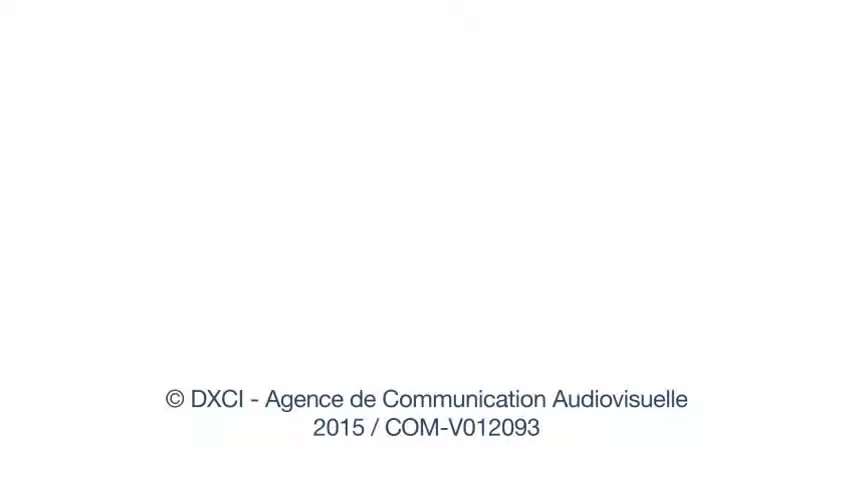 © DXCI - Agence de Communication Audiovisuelle
2015 / COM-V012093